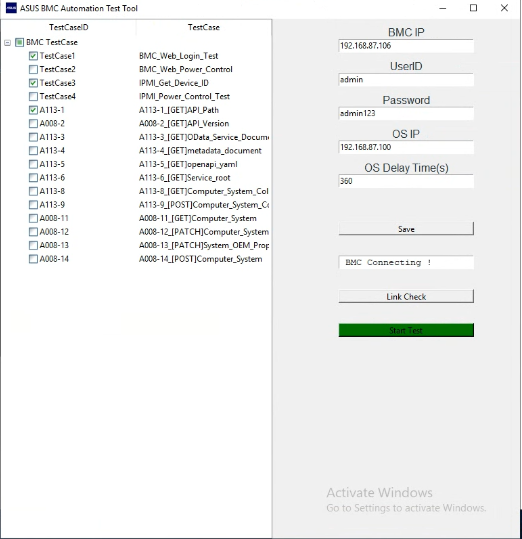 ASUS ASUS BMC Automation Test Tool
TestCaseID TestCase
BMC TestCase
TestCase1 BMC_Web_Login_Test
TestCase2 BMC_Web_Power_Control
TestCase3 IPMI_Get_Device_ID
TestCase4 IPMI_Power_Control_Test
A113-1 A113-1_[GET]API_Path
A008-2 A008-2_[GET]API_Version
A113-3 A113-3_[GET]OData_Service_Docum
A113-4 A113-4_[GET]metadata_document
A113-5 A113-5_[GET]openapi_yaml
A113-6 A113-6_[GET]Service_root
A113-8 A113-8_[GET]Computer_System_Col
A113-9 A113-9_[POST]Computer_System_Co
A008-11 A008-11_[GET]Computer_System
A008-12 A008-12_[PATCH]Computer_System
A008-13 A008-13_[PATCH]System_OEM_Prop
A008-14 A008-14_[POST]Computer_System
BMC IP
192.168.87.106
UserID
admin
Password
admin123
OS IP
192.168.87.100
OS Delay Time(s)
360
Save
BMC Connecting !
Link Check
Start Test
Activate Windows
Go to Settings to activate Windows.